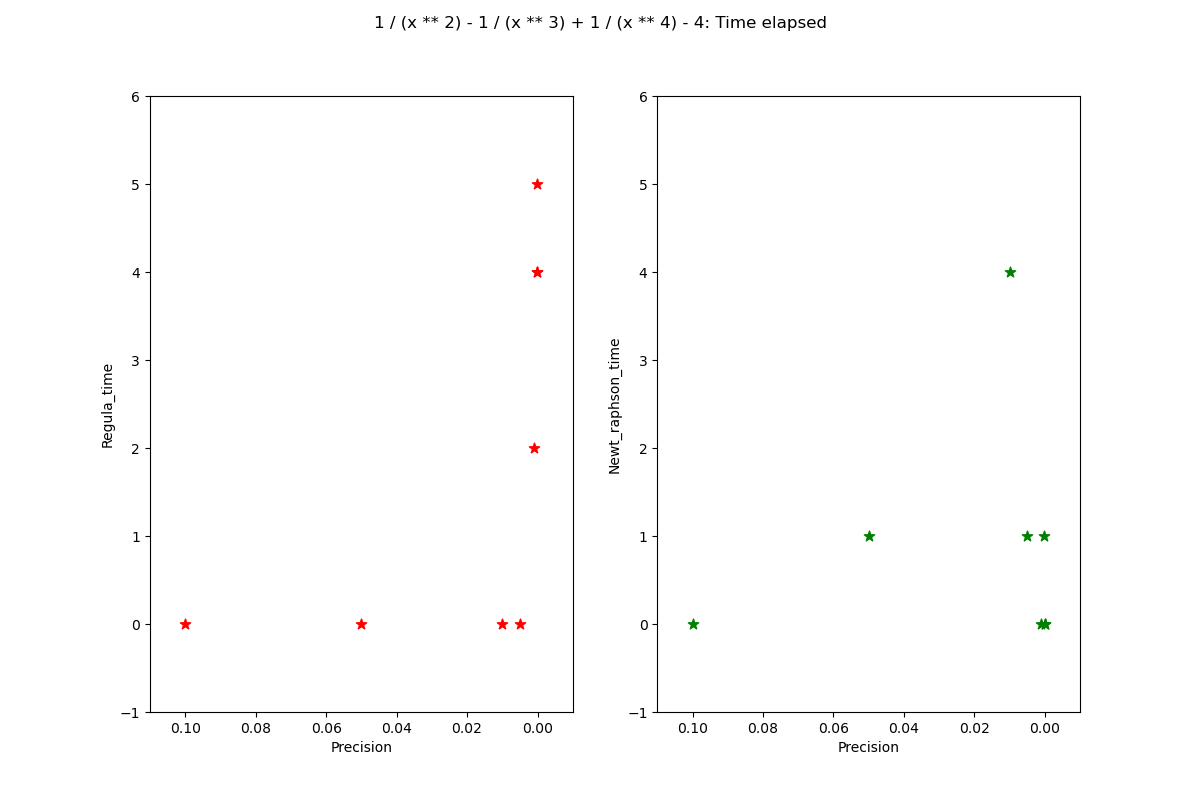 1 / (x ** 2) - 1 / (x ** 3) + 1 / (x ** 4) - 4: Time elapsed
6
5
4
3
2
1
0
−1
Regula_time
0.10 0.08 0.06 0.04 0.02 0.00
Precision
6
5
4
3
2
1
0
−1
Newt_raphson_time
0.10 0.08 0.06 0.04 0.02 0.00
Precision